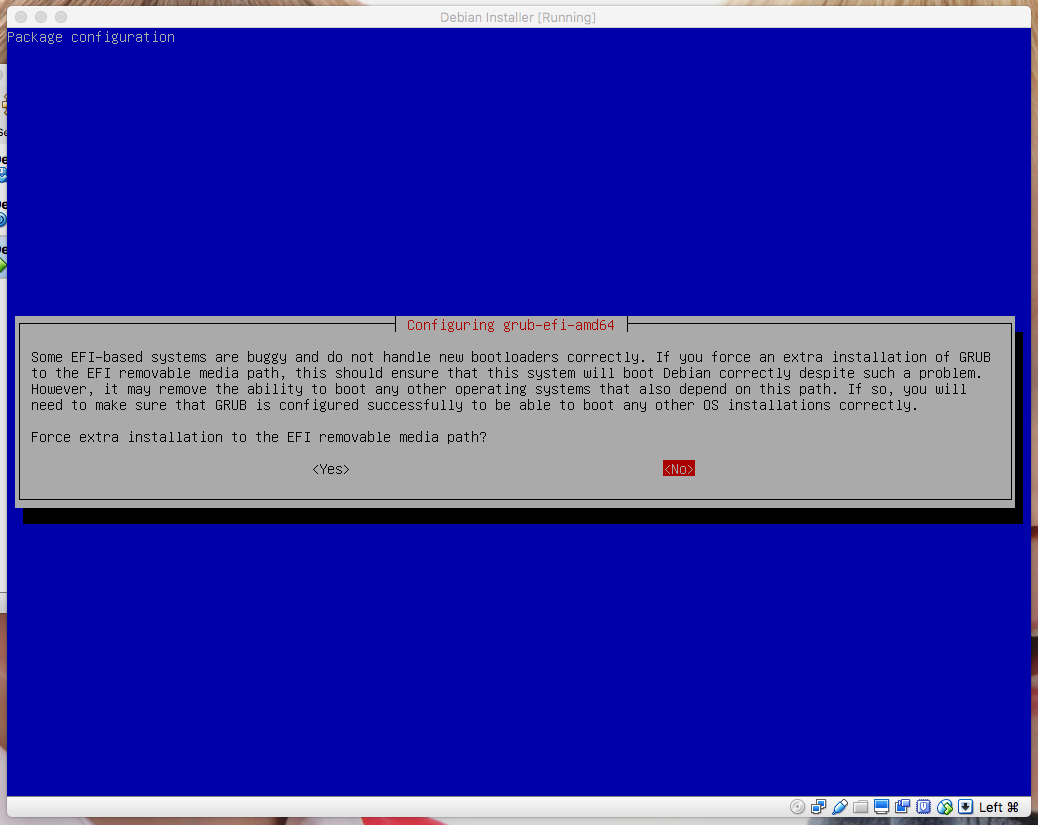 Debian Installer [Running]
Package configuration
Configuring grub-efi-amd64
Some EFI-based systems are buggy and do not handle new bootloaders correctly. If you force an extra installation of GRUB
to the EFI removable media path, this should ensure that this system will boot Debian correctly despite such a problem.
However, it may remove the ability to boot any other operating systems that also depend on this path. If so, you will
need to make sure that GRUB is configured successfully to be able to boot any other OS installations correctly.
Force extra installation to the EFI removable media path?
<Yes> <No>
Left ⌘